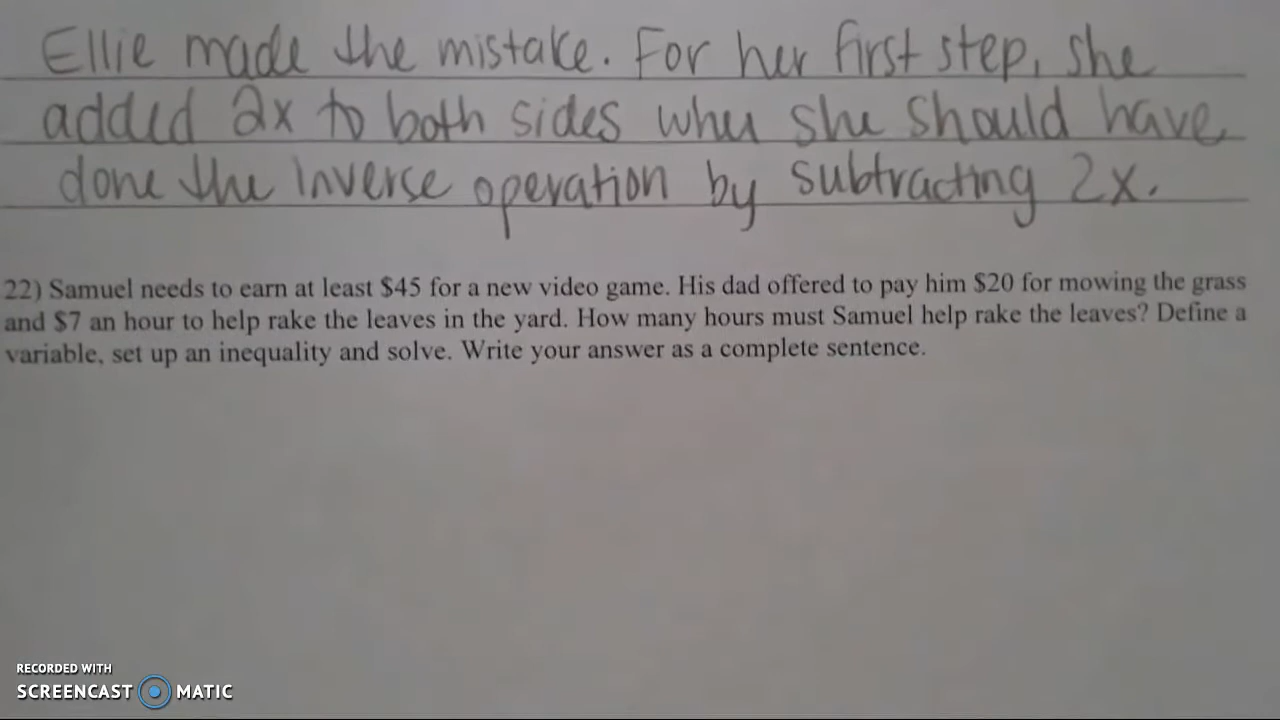 Ellie made the mistake. For her first step, she
added 2x to both sides when she should have
done the inverse operation by subtracting 2x.
22) Samuel needs to earn at least $45 for a new video game. His dad offered to pay him $20 for mowing the grass
and $7 an hour to help rake the leaves in the yard. How many hours must Samuel help rake the leaves? Define a
variable, set up an inequality and solve. Write your answer as a complete sentence.
RECORDED WITH
SCREENCAST MATIC